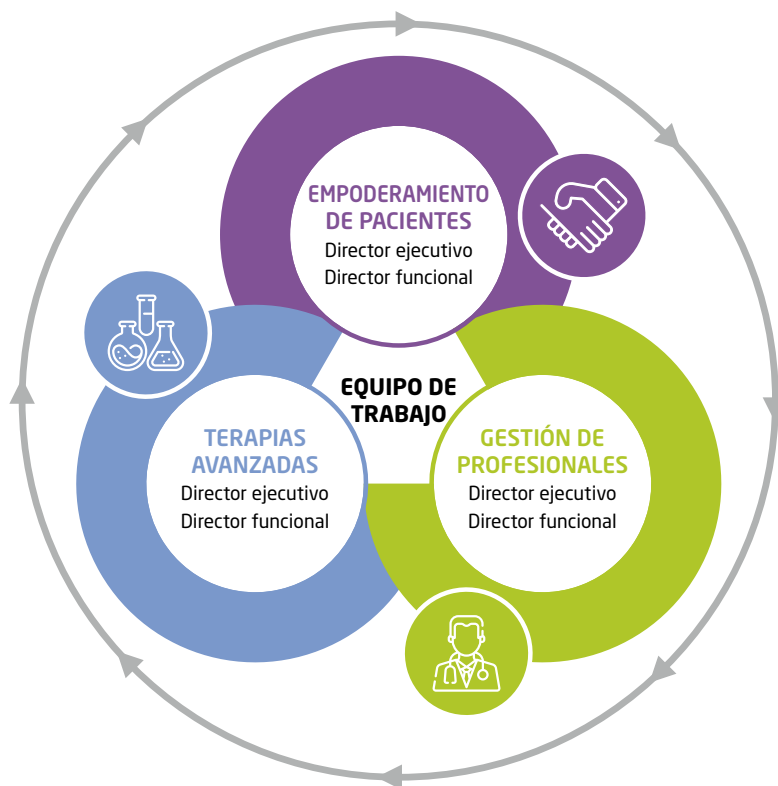 EMPODERAMIENTO
DE PACIENTES
Director ejecutivo
Director funcional
EQUIPO DE
TRABAJO
TERAPIAS
AVANZADAS
Director ejecutivo
Director funcional
GESTIÓN DE
PROFESIONALES
Director ejecutivo
Director funcional